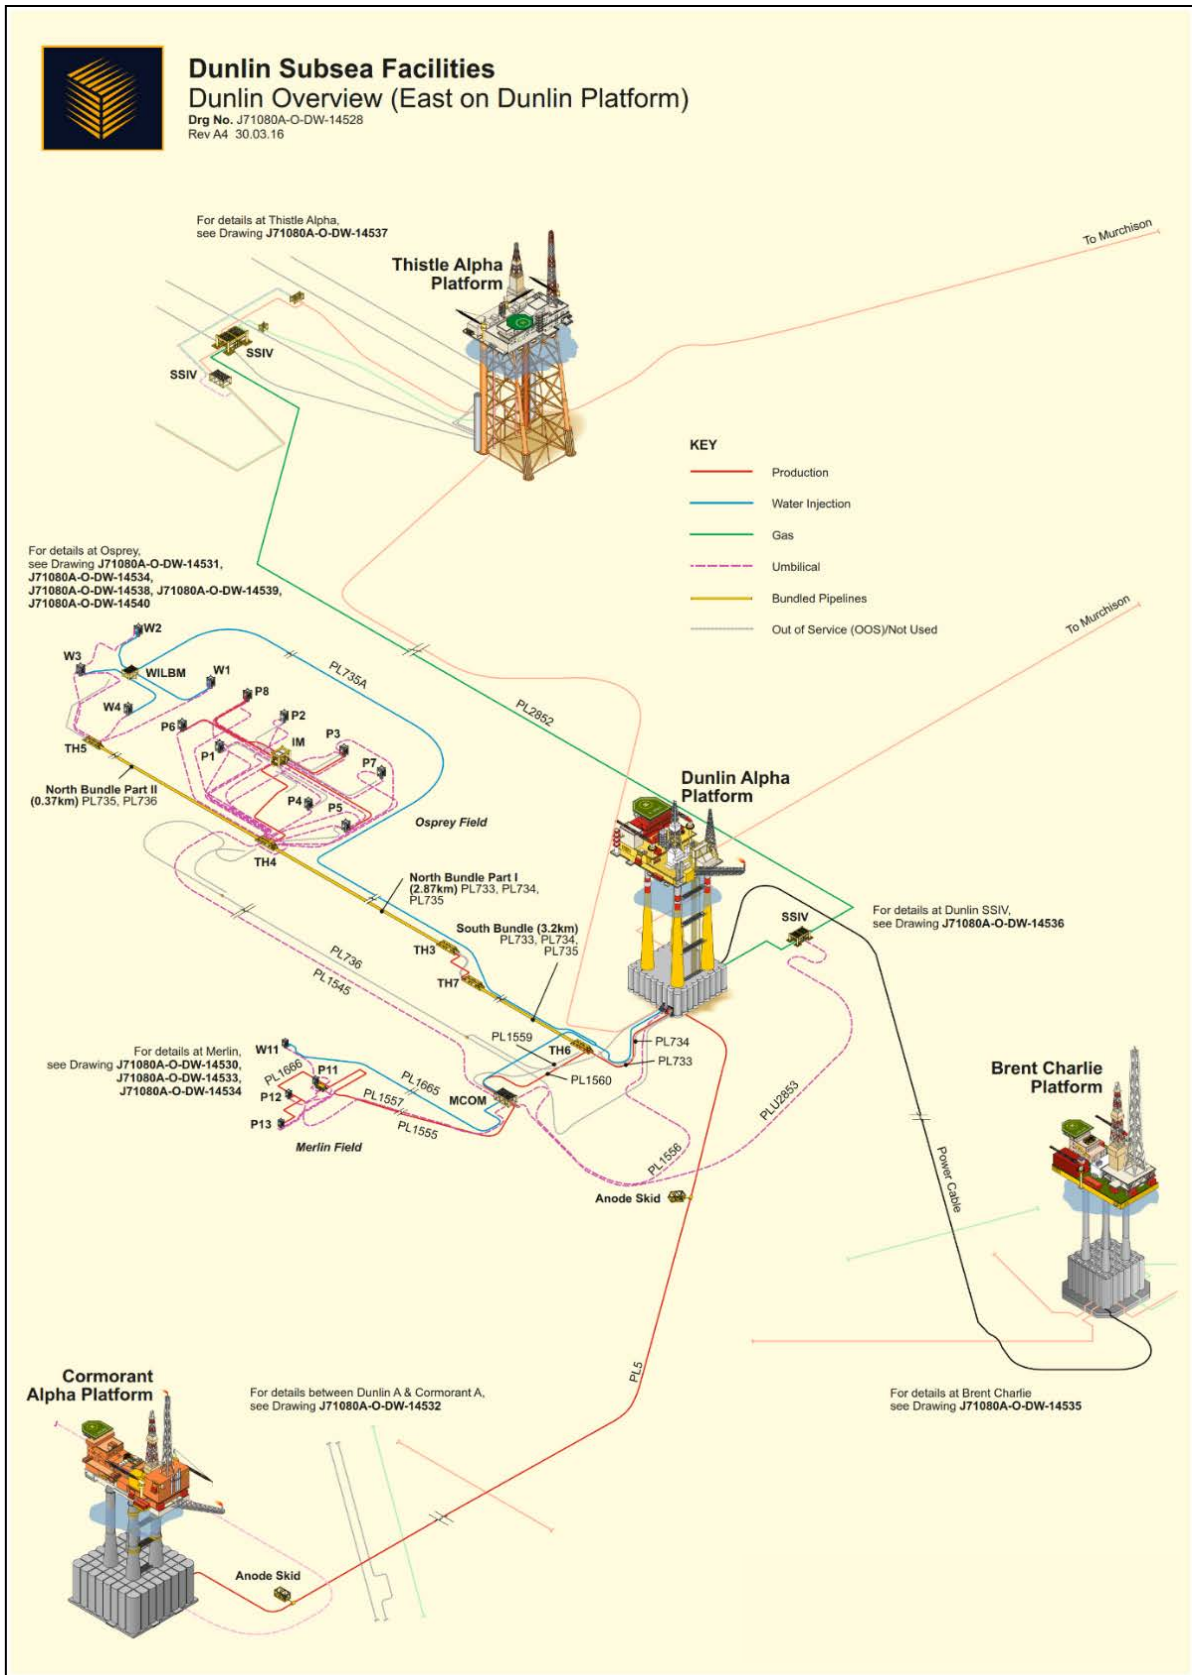 Dunlin Subsea Facilities
Dunlin Overview (East on Dunlin Platform)
Drg No. J71080A-O-DW-14528
Rev A4 30.03.16
For details at Thistle Alpha,
see Drawing J71080A-O-DW-14537
Thistle Alpha
Platform
To Murchison
SSIV
SSIV
KEY
Production
Water Injection
Gas
Umbilical
Bundled Pipelines
Out of Service (OOS)/Not Used
For details at Osprey,
see Drawing J71080A-O-DW-14531,
J71080A-O-DW-14534,
J71080A-O-DW-14538, J71080A-O-DW-14539,
J71080A-O-DW-14540
To Murchison
W2
W3
WILBM
W1
W4
PL735A
P8
P2
P6
IM
P3
P1
P7
P4
P5
TH5
PL2852
North Bundle Part II
(0.37km) PL735, PL736
Osprey Field
TH4
Dunlin Alpha
Platform
North Bundle Part I
(2.87km) PL733, PL734,
PL735
South Bundle (3.2km)
PL733, PL734,
PL735
SSIV
For details at Dunlin SSIV,
see Drawing J71080A-O-DW-14536
TH3
TH7
PL736
PL1545
PL1559
TH6
PL734
PL733
PL1560
For details at Merlin,
see Drawing J71080A-O-DW-14530,
J71080A-O-DW-14533,
J71080A-O-DW-14534
W11
PL1666
P11
P12
P13
PL1665
PL1557
PL1555
MCOM
Merlin Field
PL1556
PLU2853
Anode Skid
Brent Charlie
Platform
Power Cable
PL5
Cormorant
Alpha Platform
For details between Dunlin A & Cormorant A,
see Drawing J71080A-O-DW-14532
For details at Brent Charlie
see Drawing J71080A-O-DW-14535
Anode Skid